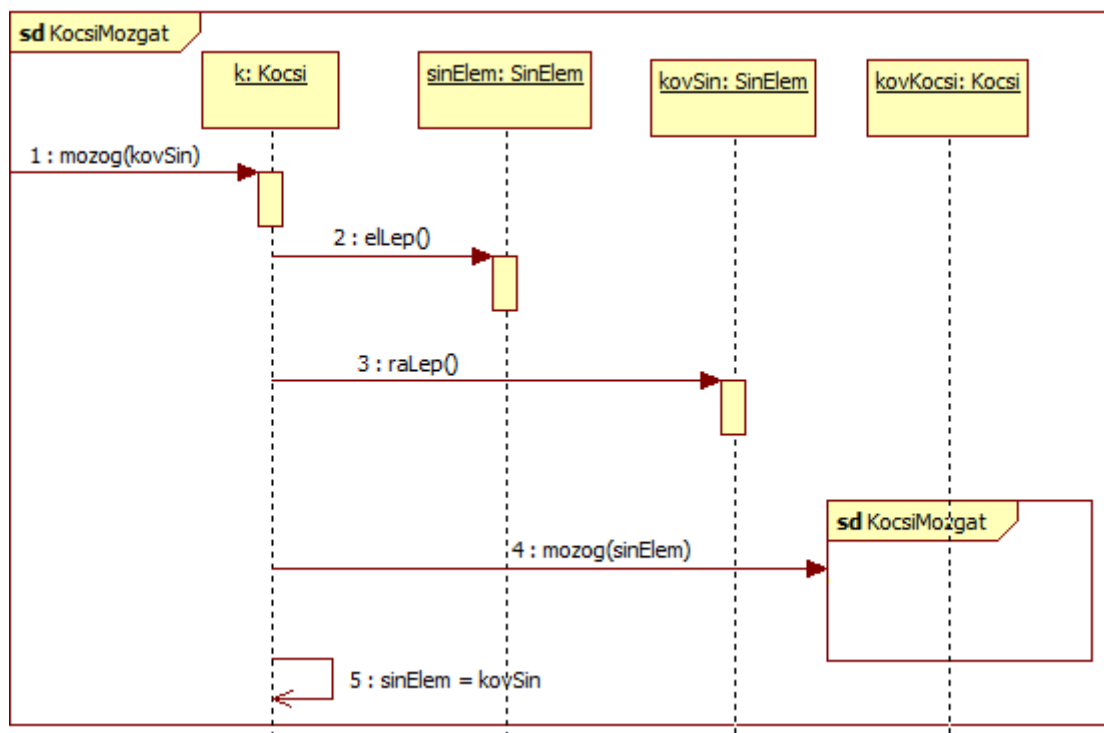 sd KocsiMozgat
k: Kocsi
sinElem: SinElem
kovSin: SinElem
kovKocsi: Kocsi
1 : mozog(kovSin)
2 : elLep()
3 : raLep()
sd KocsiMozgat
4 : mozog(sinElem)
5 : sinElem = kovSin